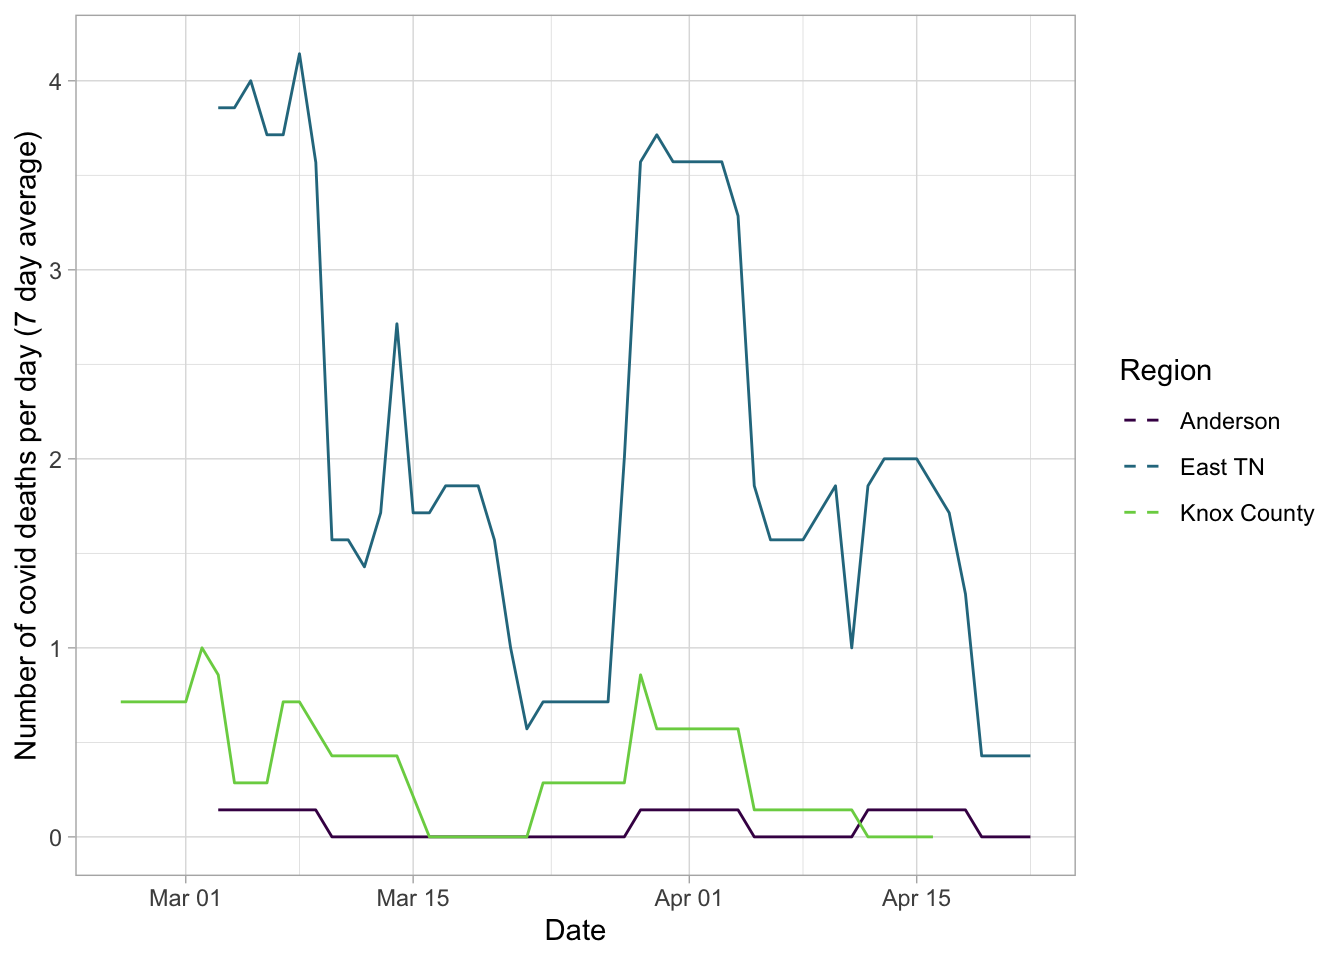 Number of covid deaths per day (7 day average)
4
3
2
1
0
Mar 01
Mar 15
Apr 01
Apr 15
Date
Region
Anderson
East TN
Knox County